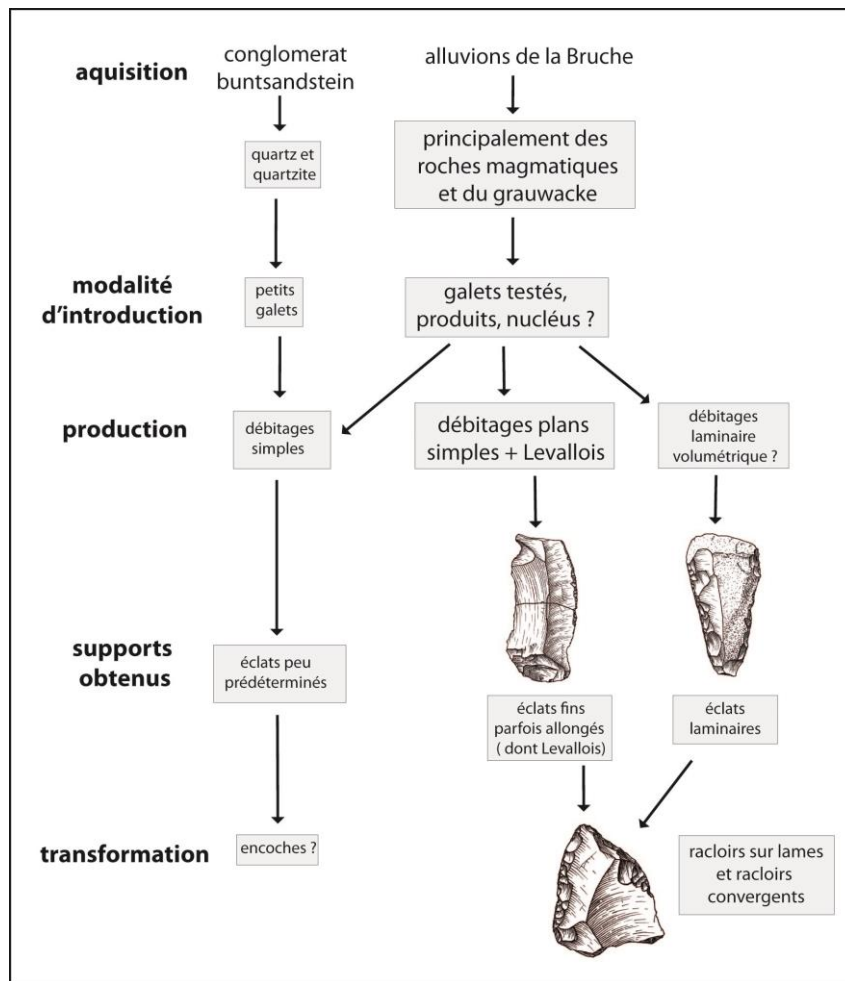 aquisition
conglomerat
buntsandstein
alluvions de la Bruche
quartz et
quartzite
principalement des
roches magmatiques
et du grauwacke
modalité
d'introduction
petits
galets
galets testés,
produits, nucléus ?
production
débitages
simples
débitages plans
simples + Levallois
débitages
laminaire
volumétrique ?
supports
obtenus
éclats peu
prédéterminés
éclats fins
parfois allongés
( dont Levallois)
éclats
laminaires
transformation
encoches ?
racloirs sur lames
et racloirs
convergents